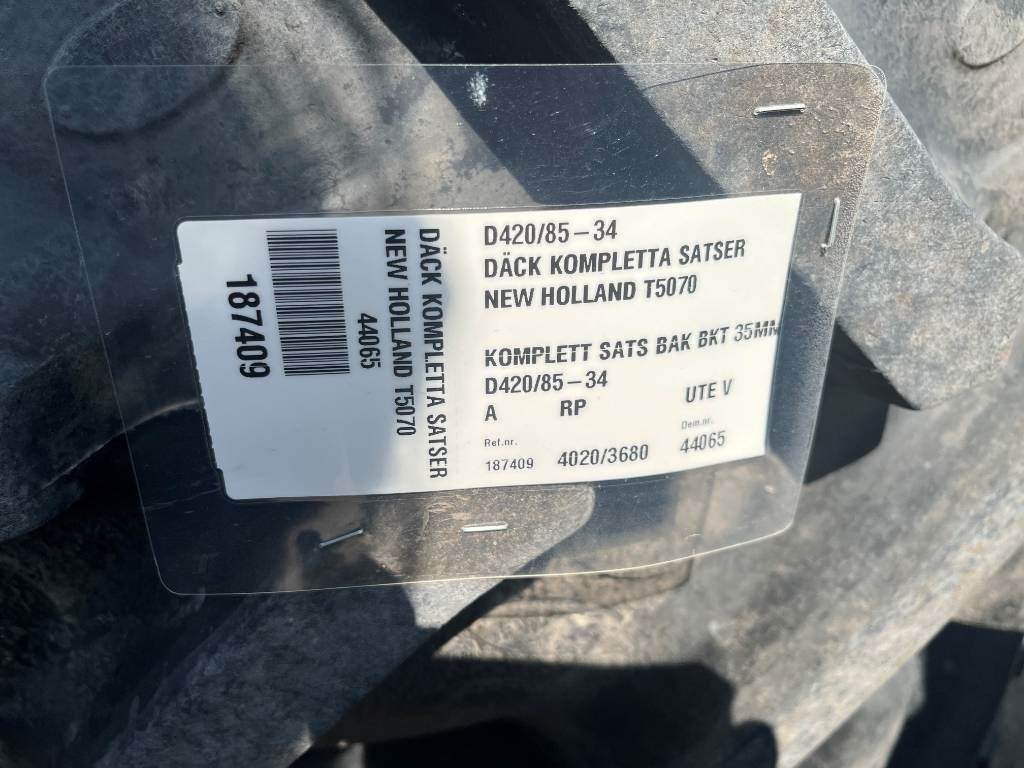 D420/85-34
DÄCK KOMPLETTA SATSER
NEW HOLLAND T5070
KOMPLETT SATS BAK BKT 35MM
D420/85-34
A RP UTE V
Ref.nr. Dem.nr.
187409 4020/3680 44065
DÄCK KOMPLETTA SATSER
NEW HOLLAND T5070
44065
187409